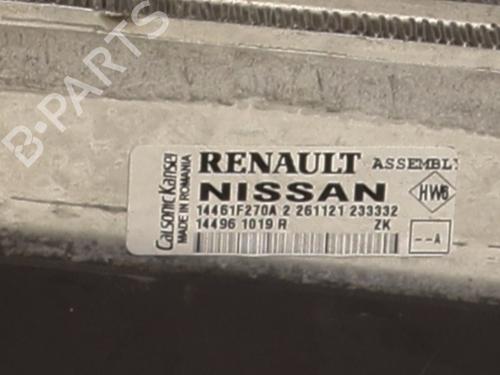 B-PARTS
Calsonic Kansei
MADE IN ROMANIA
RENAULT ASSEMBLY
NISSAN
HW6
14461F270A 2 261121 233332
14496 1019 R ZK
--A